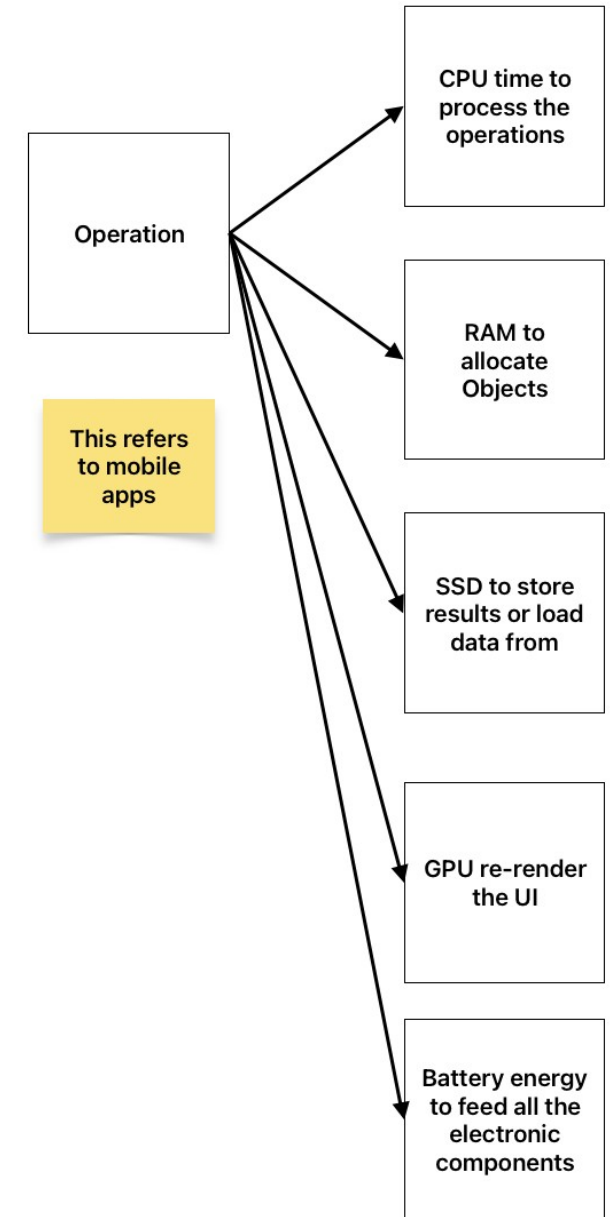 CPU time to
process the
operations
Operation
RAM to
allocate
Objects
This refers
to mobile
apps
SSD to store
results or load
data from
GPU re-render
the UI
Battery energy
to feed all the
electronic
components